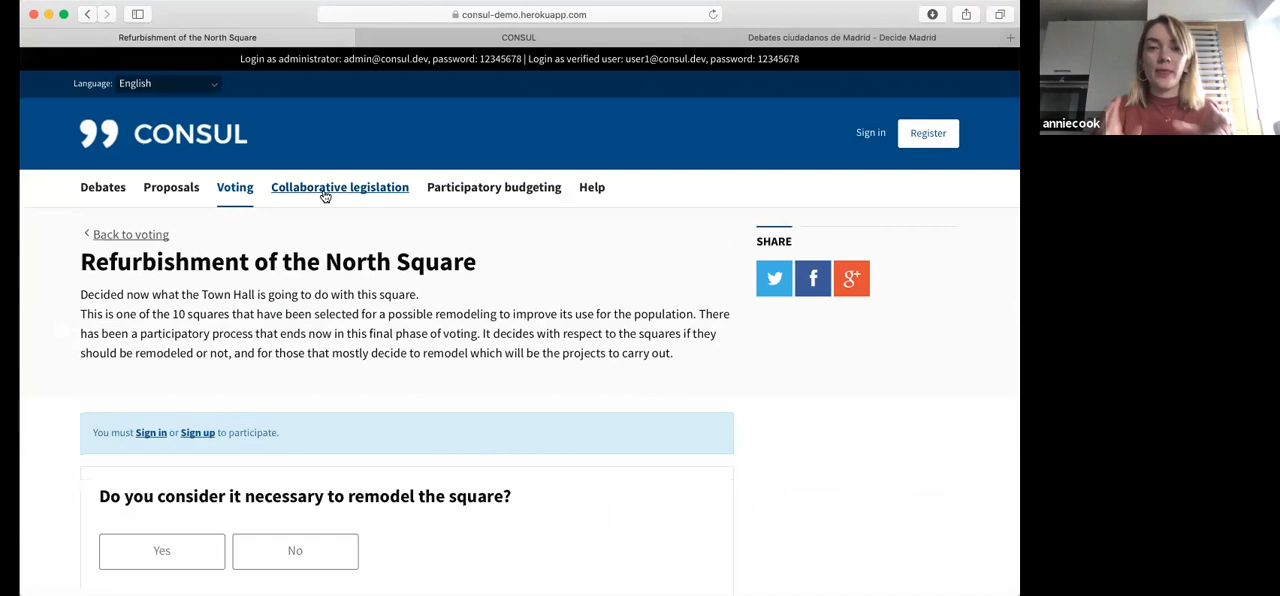 consul-demo.herokuapp.com
Refurbishment of the North Square
CONSUL
Debates ciudadanos de Madrid - Decide Madrid
Login as administrator: admin@consul.dev, password: 12345678 | Login as verified user: user1@consul.dev, password: 12345678
Language: English
CONSUL
Sign in
Register
Debates
Proposals
Voting
Collaborative legislation
Participatory budgeting
Help
Back to voting
Refurbishment of the North Square
Decided now what the Town Hall is going to do with this square.
This is one of the 10 squares that have been selected for a possible remodeling to improve its use for the population. There
has been a participatory process that ends now in this final phase of voting. It decides with respect to the squares if they
should be remodeled or not, and for those that mostly decide to remodel which will be the projects to carry out.
SHARE
You must Sign in or Sign up to participate.
Do you consider it necessary to remodel the square?
Yes
No
anniecook